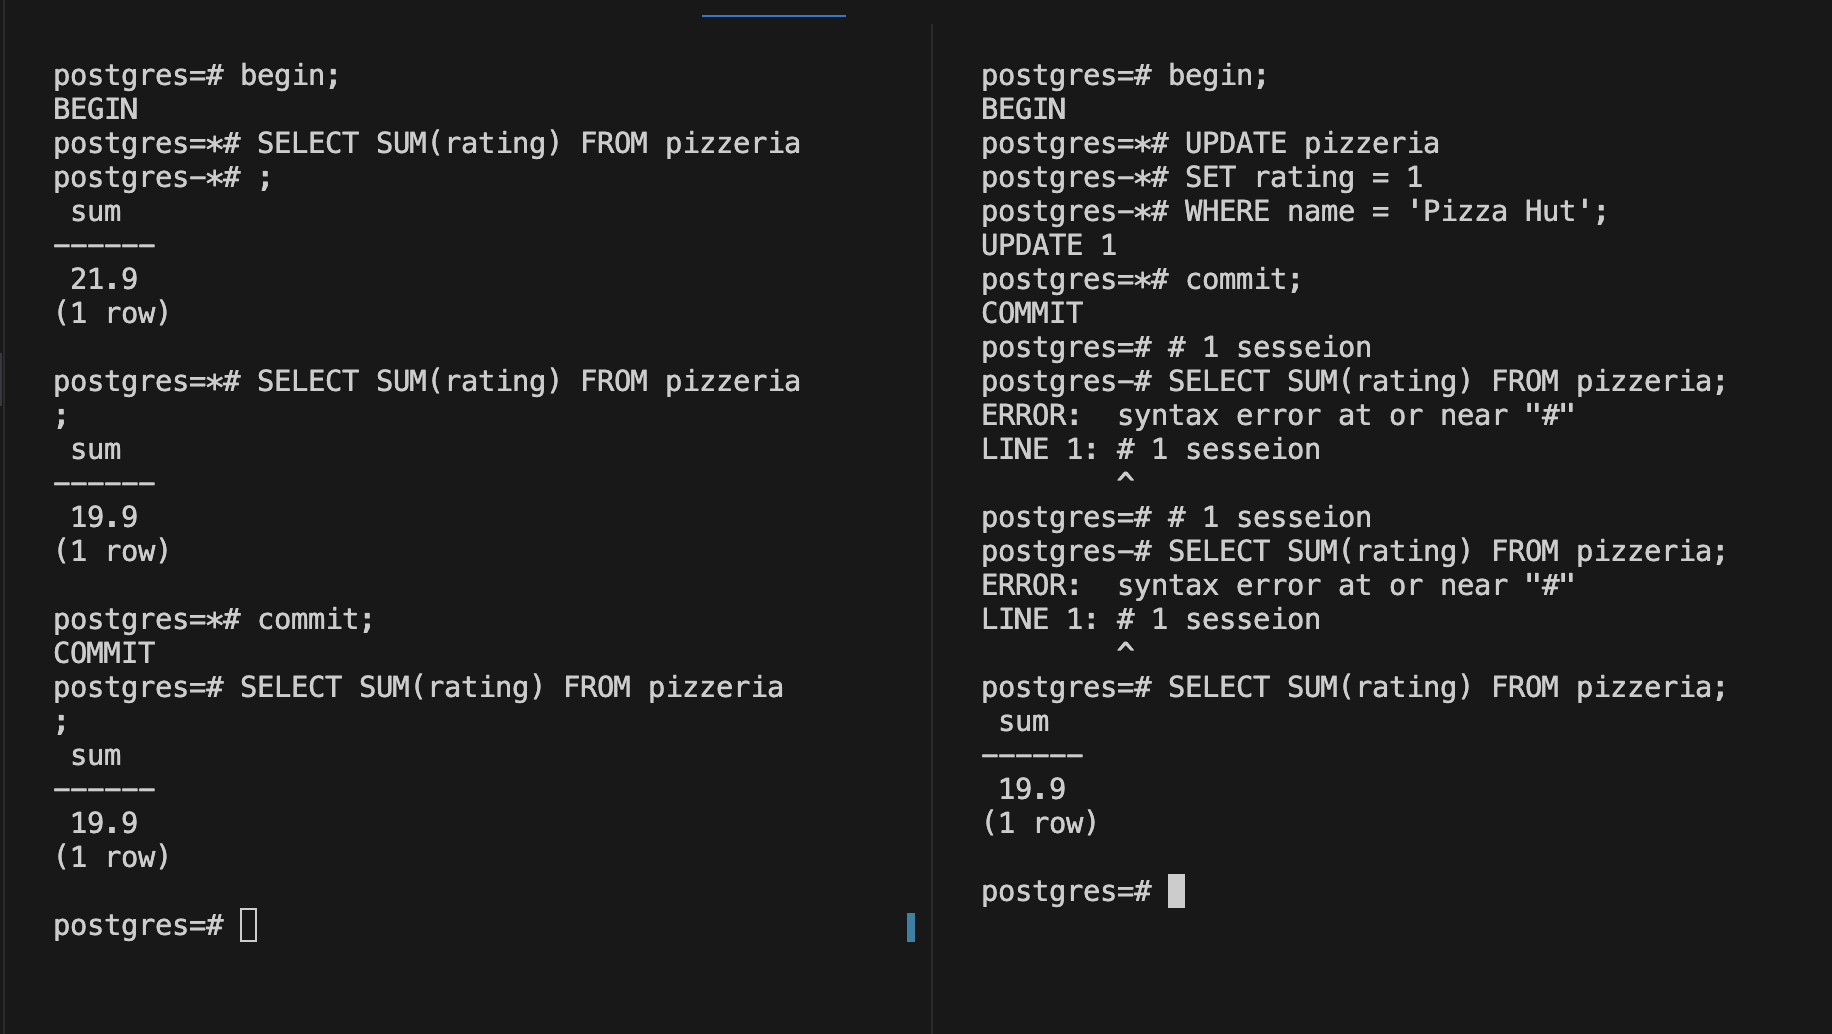 postgres=# begin;
BEGIN
postgres=*# SELECT SUM(rating) FROM pizzeria
postgres-*# ;
 sum
------
 21.9
(1 row)

postgres=*# SELECT SUM(rating) FROM pizzeria
;
 sum
------
 19.9
(1 row)

postgres=*# commit;
COMMIT
postgres=# SELECT SUM(rating) FROM pizzeria
;
 sum
------
 19.9
(1 row)

postgres=#

postgres=# begin;
BEGIN
postgres=*# UPDATE pizzeria
postgres-*# SET rating = 1
postgres-*# WHERE name = 'Pizza Hut';
UPDATE 1
postgres=*# commit;
COMMIT
postgres=# # 1 sesseion
postgres-# SELECT SUM(rating) FROM pizzeria;
ERROR:  syntax error at or near "#"
LINE 1: # 1 sesseion
        ^
postgres=# # 1 sesseion
postgres-# SELECT SUM(rating) FROM pizzeria;
ERROR:  syntax error at or near "#"
LINE 1: # 1 sesseion
        ^
postgres=# SELECT SUM(rating) FROM pizzeria;
 sum
------
 19.9
(1 row)

postgres=#